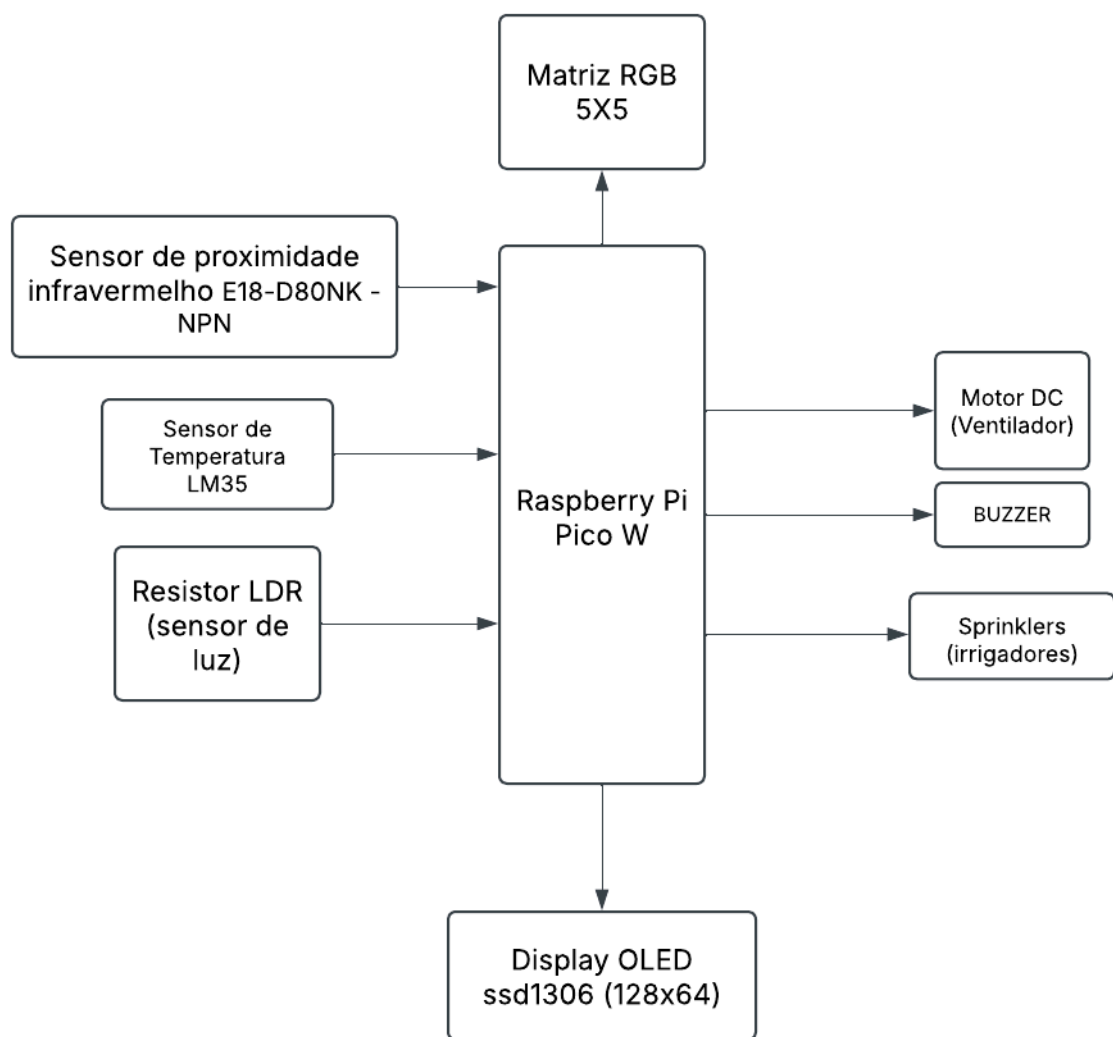 Matriz RGB
5X5
Sensor de proximidade
infravermelho E18-D80NK -
NPN
Sensor de
Temperatura
LM35
Resistor LDR
(sensor de
luz)
Raspberry Pi
Pico W
Motor DC
(Ventilador)
BUZZER
Sprinklers
(irrigadores)
Display OLED
ssd1306 (128x64)